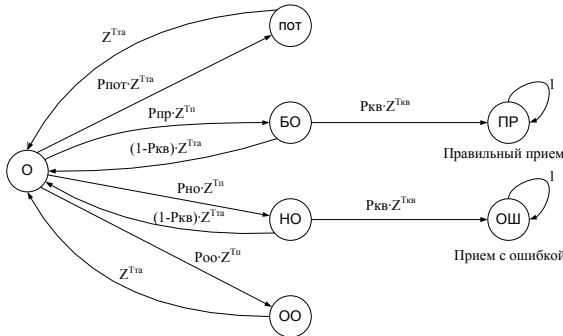 Z^Tта
пот
Pпот·Z^Tта
Pпр·Z^Tп
БО
Pкв·Z^Tкв
ПР
1
Правильный прием
(1-Pкв)·Z^Tта
О
Pно·Z^Tп
(1-Pкв)·Z^Tта
НО
Pкв·Z^Tкв
ОШ
1
Прием с ошибкой
Pоо·Z^Tп
Z^Tта
ОО